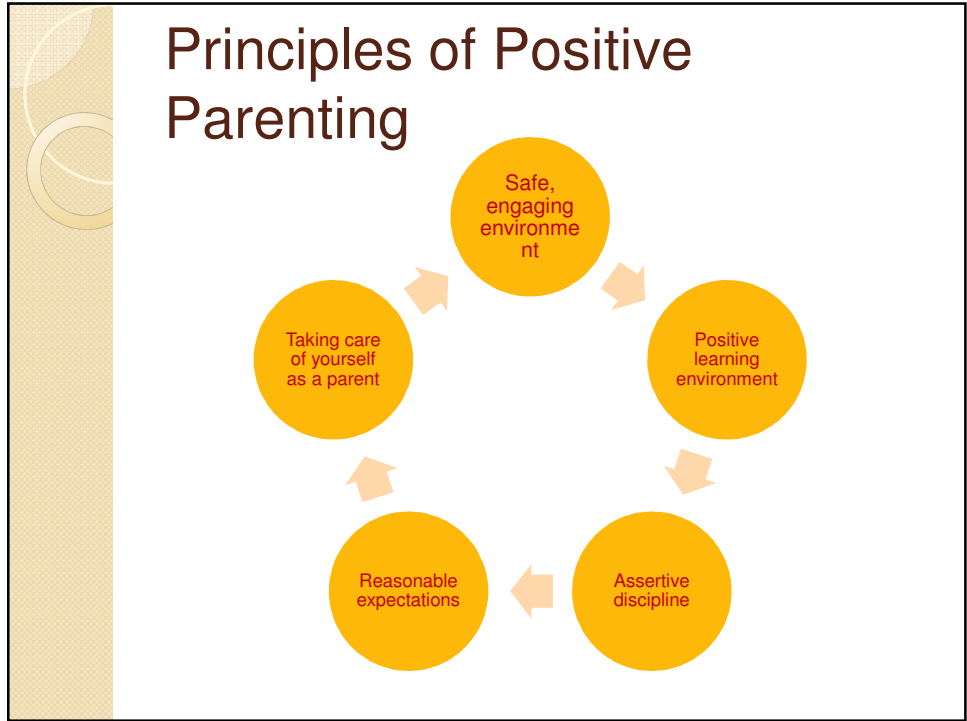 Principles of Positive
Parenting
Safe,
engaging
environme
nt
Positive
learning
environment
Assertive
discipline
Reasonable
expectations
Taking care
of yourself
as a parent